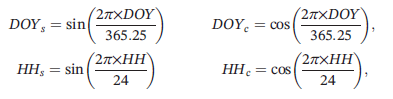 DOY_s = sin(2π×DOY/365.25) DOY_c = cos(2π×DOY/365.25),
HH_s = sin(2π×HH/24) HH_c = cos(2π×HH/24),